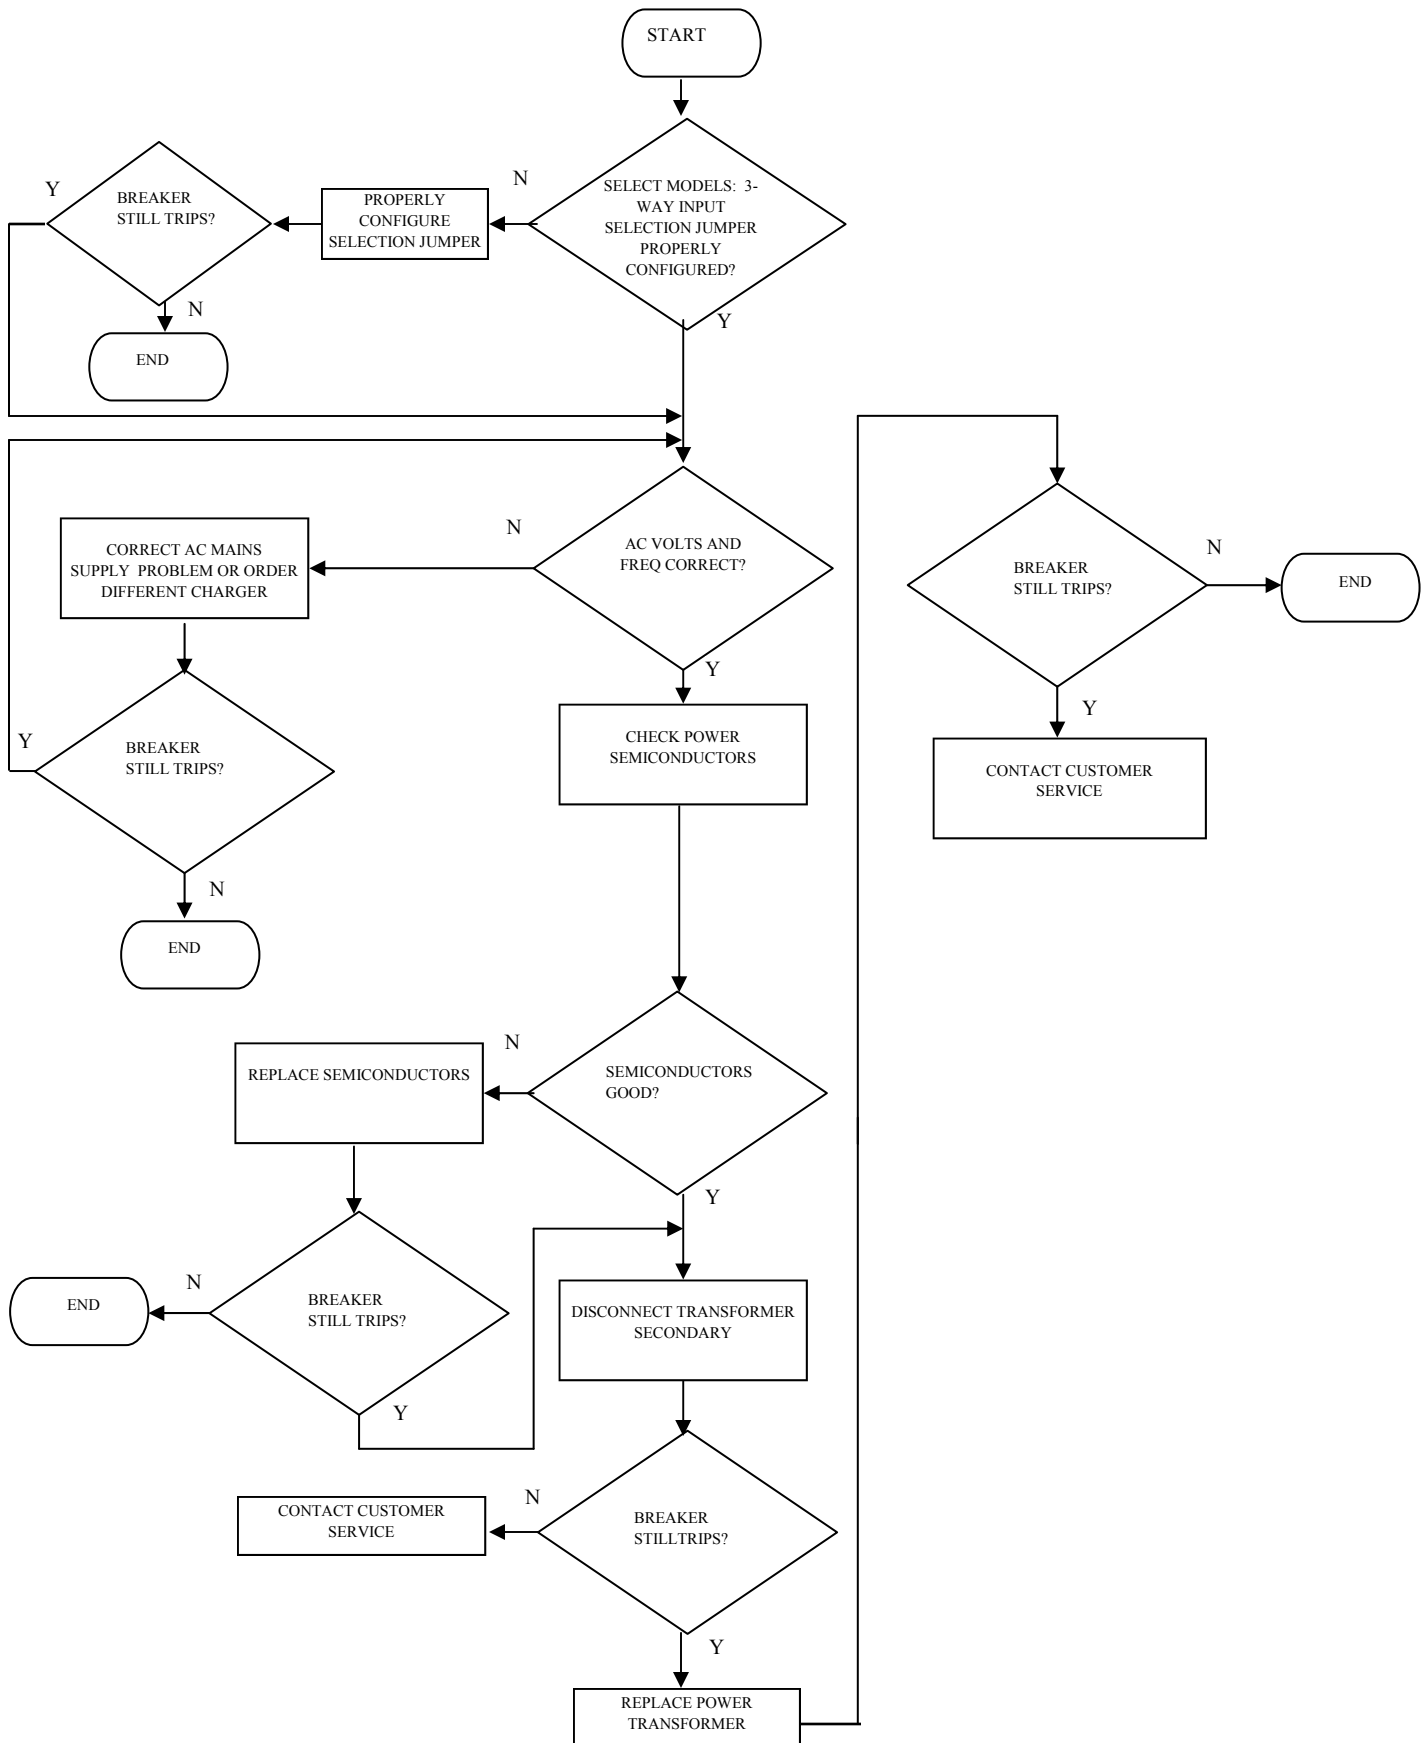 START
N
SELECT MODELS: 3-
WAY INPUT
SELECTION JUMPER
PROPERLY
CONFIGURED?
Y
PROPERLY
CONFIGURE
SELECTION JUMPER
Y
BREAKER
STILL TRIPS?
N
END
N
AC VOLTS AND
FREQ CORRECT?
Y
CORRECT AC MAINS
SUPPLY PROBLEM OR ORDER
DIFFERENT CHARGER
Y
BREAKER
STILL TRIPS?
N
END
CHECK POWER
SEMICONDUCTORS
N
SEMICONDUCTORS
GOOD?
Y
REPLACE SEMICONDUCTORS
N
BREAKER
STILL TRIPS?
Y
END
DISCONNECT TRANSFORMER
SECONDARY
N
BREAKER
STILLTRIPS?
Y
CONTACT CUSTOMER
SERVICE
REPLACE POWER
TRANSFORMER
BREAKER
STILL TRIPS?
N
END
Y
CONTACT CUSTOMER
SERVICE